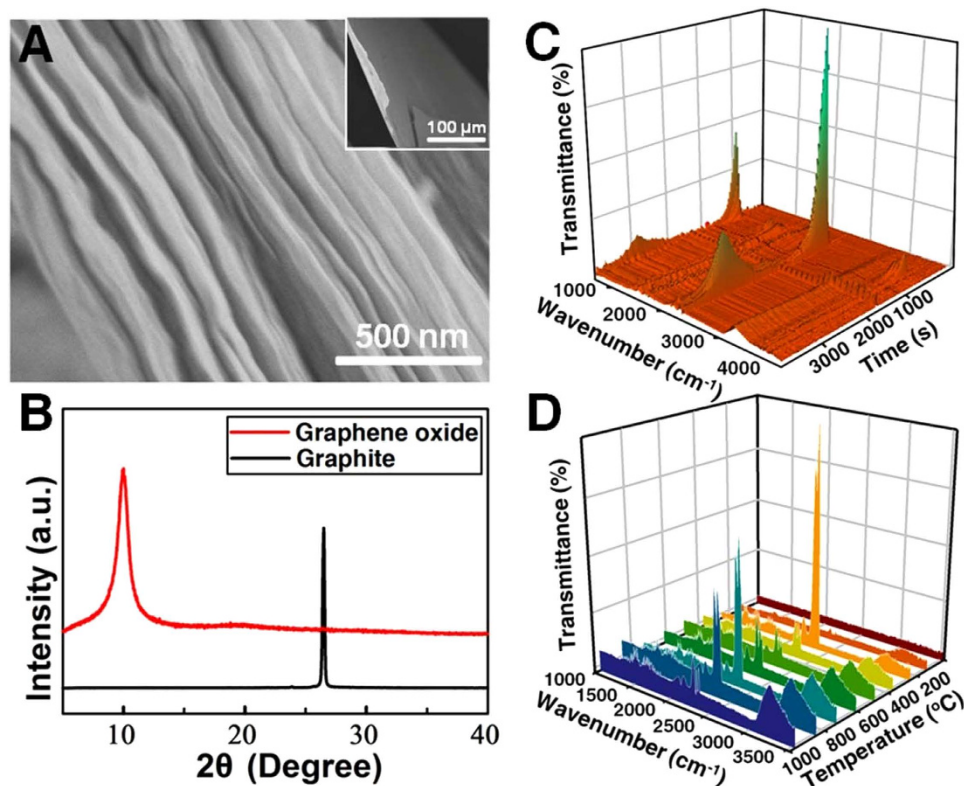 A
100 μm
500 nm
B
Graphene oxide
Graphite
Intensity (a.u.)
10
20
30
40
2θ (Degree)
C
Transmittance (%)
1000
2000
3000
4000
Wavenumber (cm⁻¹)
3000
2000
1000
Time (s)
D
Transmittance (%)
1000
1500
2000
2500
3000
3500
Wavenumber (cm⁻¹)
1000
800
600
400
200
Temperature (°C)